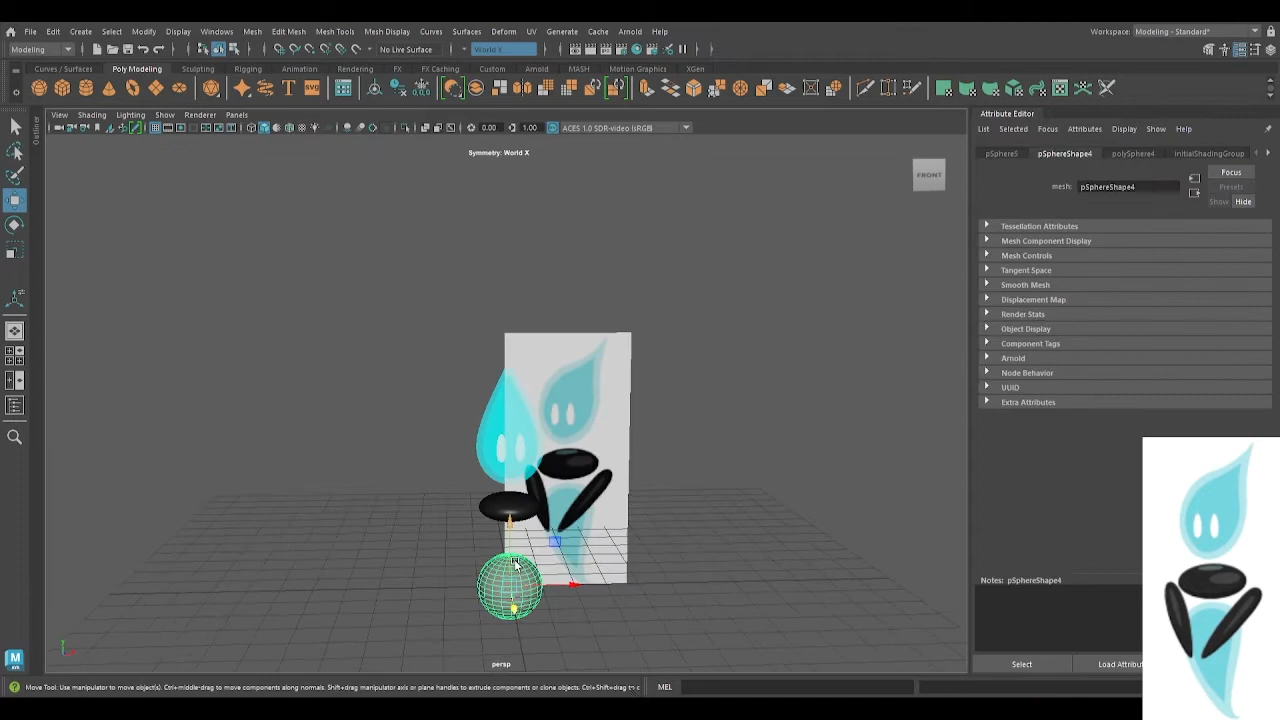 File Edit Create Select Modify Display Windows Mesh Edit Mesh Mesh Tools Mesh Display Curves Surfaces Deform UV Generate Cache Arnold Help Workspace: Modeling - Standard*
Modeling No Live Surface World X
Curves / Surfaces Poly Modeling Sculpting Rigging Animation Rendering FX FX Caching Custom Arnold MASH Motion Graphics XGen
SVG
View Shading Lighting Show Renderer Panels
0.00 1.00 ACES 1.0 SDR-video (sRGB)
Outliner
Symmetry: World X
FRONT
persp
Attribute Editor
List Selected Focus Attributes Display Show Help
pSphere5 pSphereShape4 polySphere4 initialShadingGroup
mesh: pSphereShape4
Focus
Presets
Show Hide
Tessellation Attributes
Mesh Component Display
Mesh Controls
Tangent Space
Smooth Mesh
Displacement Map
Render Stats
Object Display
Component Tags
Arnold
Node Behavior
UUID
Extra Attributes
Notes: pSphereShape4
Select Load Attribut
Move Tool: Use manipulator to move object(s). Ctrl+middle-drag to move components along normals. Shift+drag manipulator axis or plane handles to extrude components or clone objects. Ctrl+Shift+drag to c
MEL